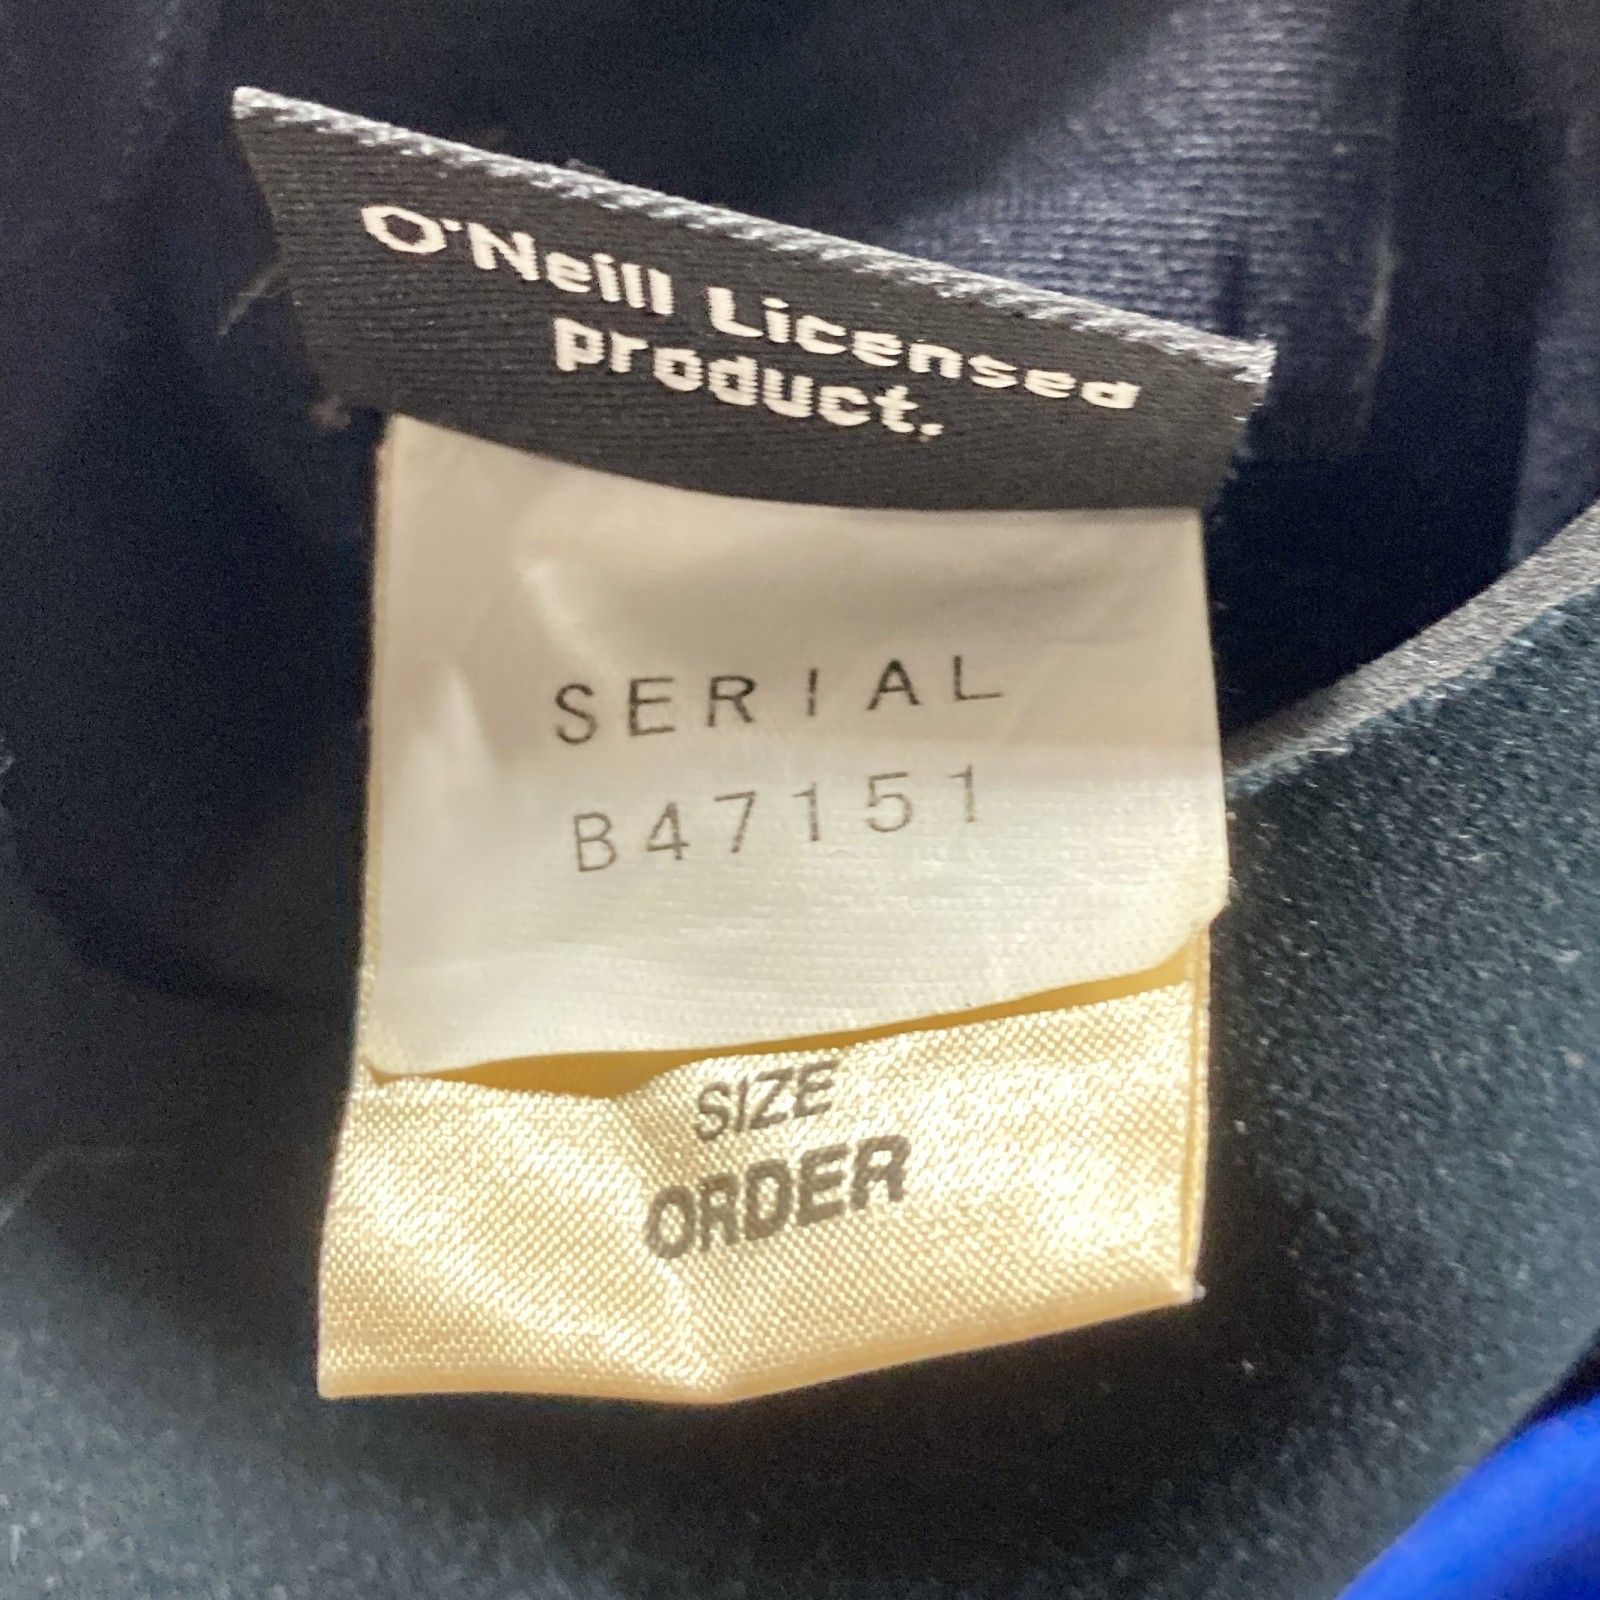 O'Neill Licensed
product.
SERIAL
B47151
SIZE
ORDER